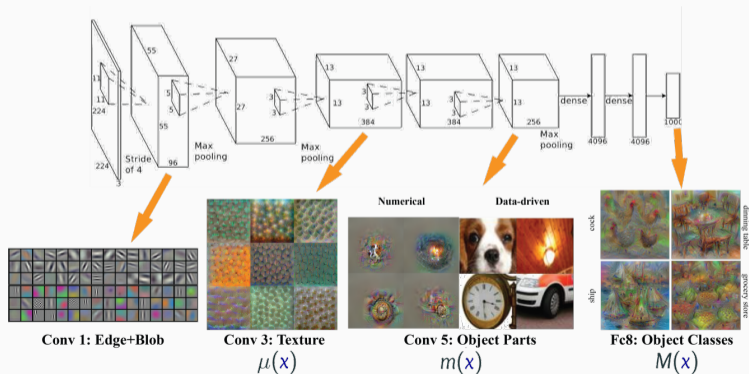 55
27
13
13
13
11
5
3
3
3
11
5
27
3
13
3
13
3
13
dense
dense
224
55
384
384
256
1000
256
Max
pooling
4096
4096
Stride
of 4
96
Max
pooling
Max
pooling
224
3
Numerical
Data-driven
cock
dinning table
ship
grocery store
Conv 1: Edge+Blob
Conv 3: Texture
Conv 5: Object Parts
Fc8: Object Classes
μ(x)
m(x)
M(x)